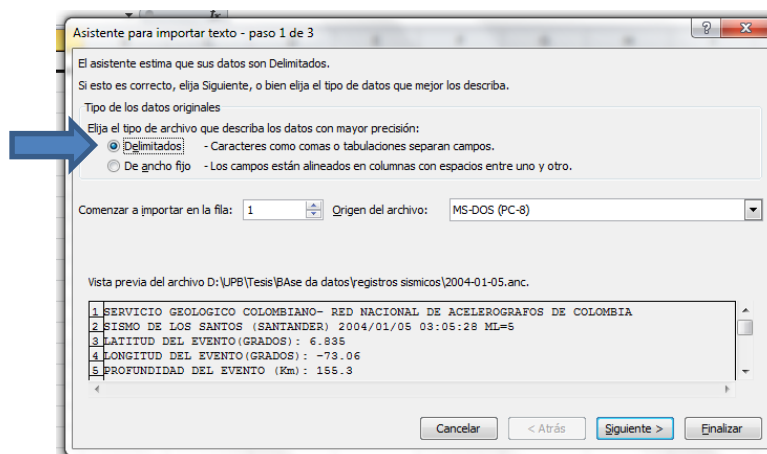 Asistente para importar texto - paso 1 de 3
El asistente estima que sus datos son Delimitados.
Si esto es correcto, elija Siguiente, o bien elija el tipo de datos que mejor los describa.
Tipo de los datos originales
Elija el tipo de archivo que describa los datos con mayor precisión:
Delimitados - Caracteres como comas o tabulaciones separan campos.
De ancho fijo - Los campos están alineados en columnas con espacios entre uno y otro.
Comenzar a importar en la fila: 1 Origen del archivo: MS-DOS (PC-8)
Vista previa del archivo D:\UPB\Tesis\BAse da datos\registros sismicos\2004-01-05.anc.
1 SERVICIO GEOLOGICO COLOMBIANO- RED NACIONAL DE ACELEROGRAFOS DE COLOMBIA
2 SISMO DE LOS SANTOS (SANTANDER) 2004/01/05 03:05:28 ML=5
3 LATITUD DEL EVENTO(GRADOS): 6.835
4 LONGITUD DEL EVENTO(GRADOS): -73.06
5 PROFUNDIDAD DEL EVENTO (Km): 155.3
Cancelar < Atrás Siguiente > Finalizar